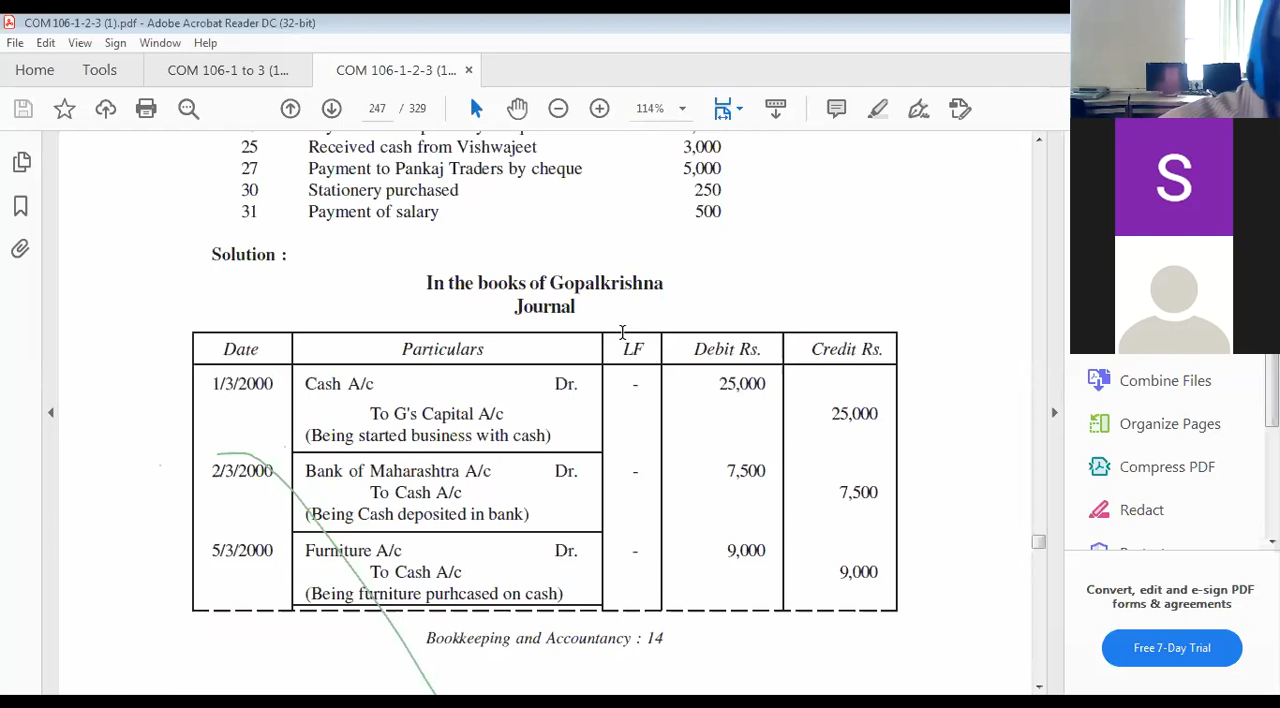 COM 106-1-2-3 (1).pdf - Adobe Acrobat Reader DC (32-bit)
File Edit View Sign Window Help
Home Tools COM 106-1 to 3 (1... COM 106-1-2-3 (1... ×
247 / 320 114%
25 Received cash from Vishwajeet 3,000
27 Payment to Pankaj Traders by cheque 5,000
30 Stationery purchased 250
31 Payment of salary 500
Solution :
In the books of Gopalkrishna
Journal
Date Particulars LF Debit Rs. Credit Rs.
1/3/2000 Cash A/c Dr. - 25,000
To G's Capital A/c 25,000
(Being started business with cash)
2/3/2000 Bank of Maharashtra A/c Dr. - 7,500
To Cash A/c 7,500
(Being Cash deposited in bank)
5/3/2000 Furniture A/c Dr. - 9,000
To Cash A/c 9,000
(Being furniture purhcased on cash)
Bookkeeping and Accountancy : 14
S
Combine Files
Organize Pages
Compress PDF
Redact
Convert, edit and e-sign PDF
forms & agreements
Free 7-Day Trial